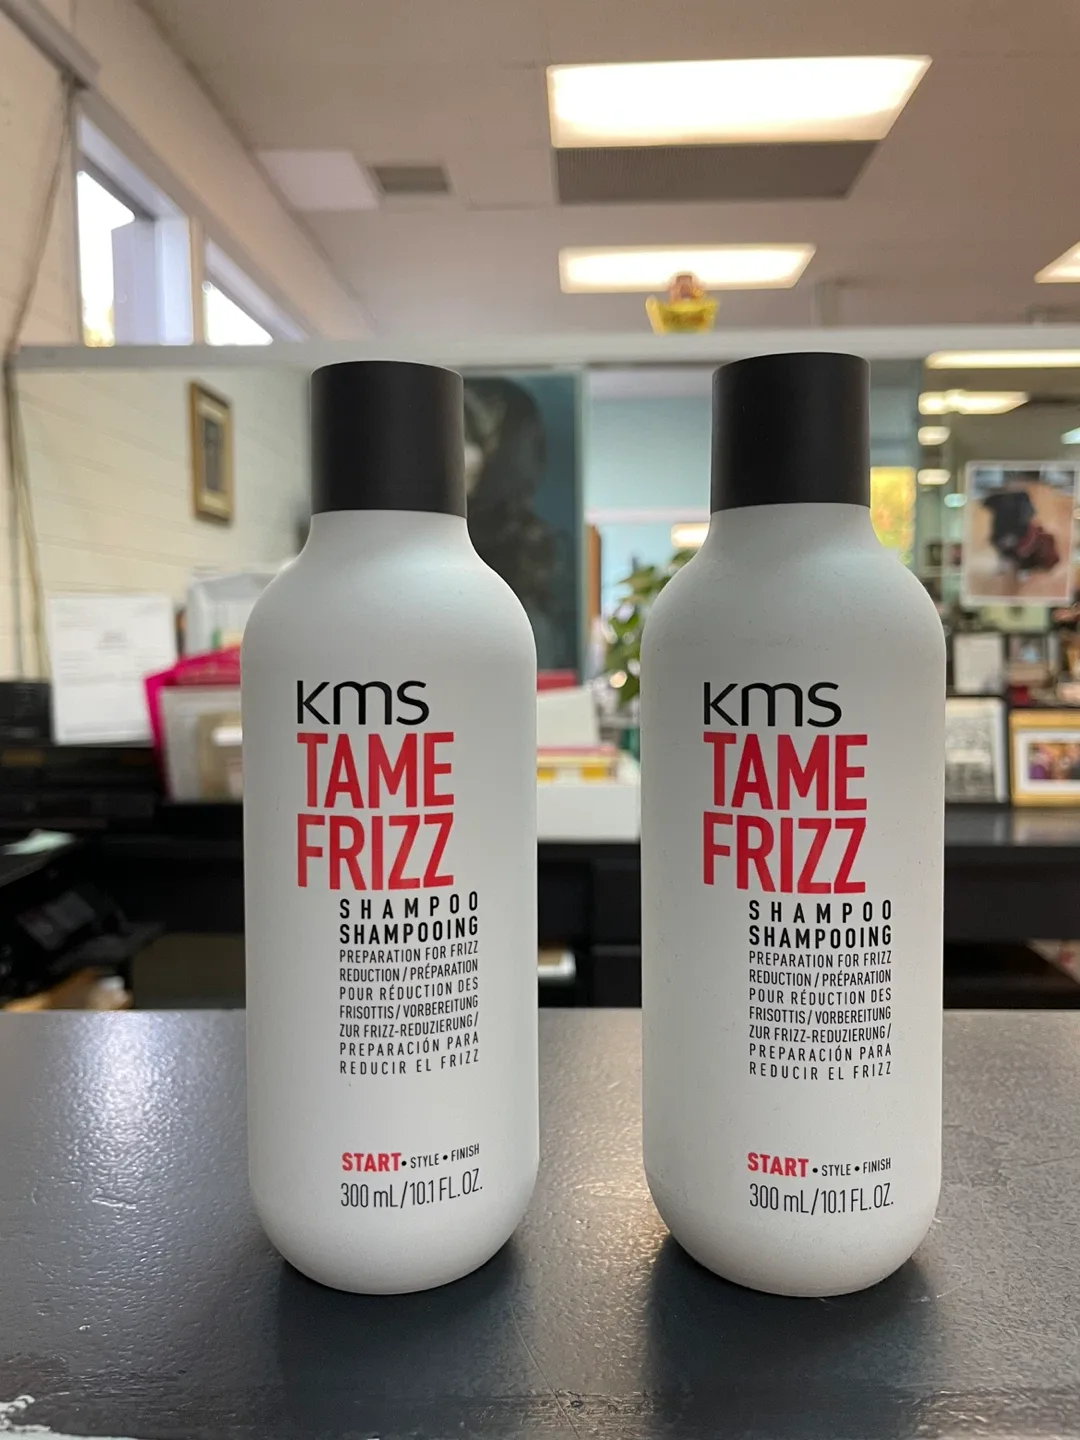 KMS
TAME
FRIZZ
SHAMPOO
SHAMPOOING
PREPARATION FOR FRIZZ
REDUCTION/PRÉPARATION
POUR RÉDUCTION DES
FRISOTTIS/VORBEREITUNG
ZUR FRIZZ-REDUZIERUNG/
PREPARACIÓN PARA
REDUCIR EL FRIZZ
START • STYLE • FINISH
300 mL/10.1 FL.OZ.
KMS
TAME
FRIZZ
SHAMPOO
SHAMPOOING
PREPARATION FOR FRIZZ
REDUCTION/PRÉPARATION
POUR RÉDUCTION DES
FRISOTTIS/VORBEREITUNG
ZUR FRIZZ-REDUZIERUNG/
PREPARACIÓN PARA
REDUCIR EL FRIZZ
START • STYLE • FINISH
300 mL/10.1 FL.OZ.